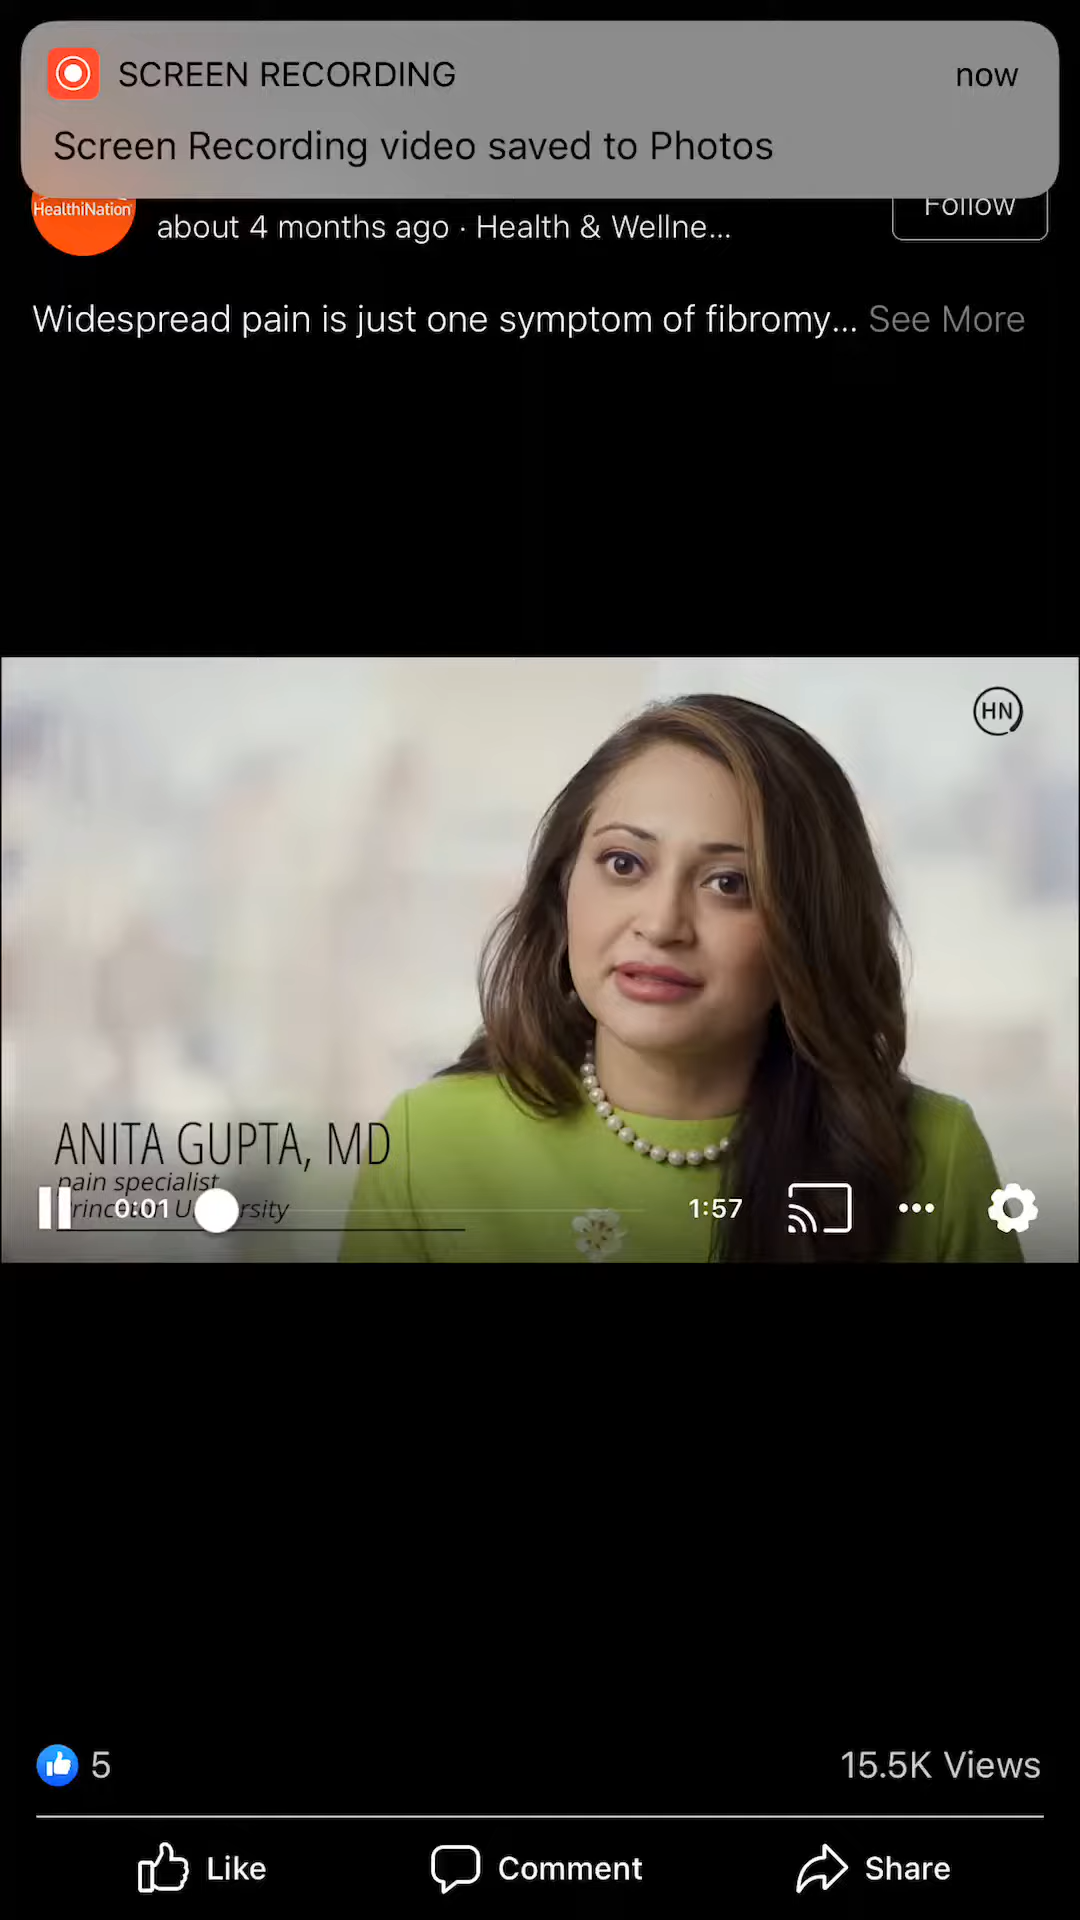 SCREEN RECORDING
now
Screen Recording video saved to Photos
HealthiNation
about 4 months ago · Health & Wellne...
Follow
Widespread pain is just one symptom of fibromy... See More
HN
ANITA GUPTA, MD
pain specialist
0:01
1:57
5
15.5K Views
Like
Comment
Share